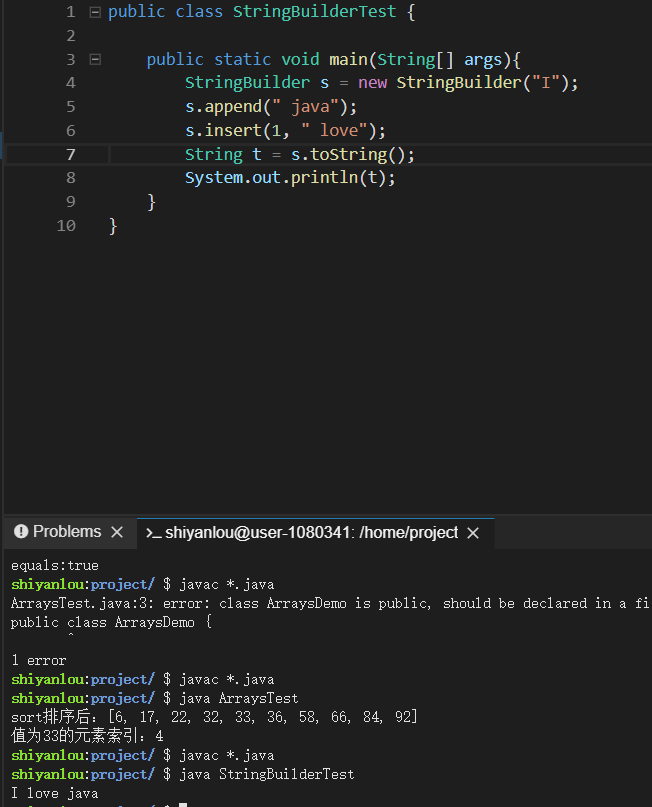 1 public class StringBuilderTest {
2
3 public static void main(String[] args){
4 StringBuilder s = new StringBuilder("I");
5 s.append(" java");
6 s.insert(1, " love");
7 String t = s.toString();
8 System.out.println(t);
9 }
10 }
Problems shiyanlou@user-1080341: /home/project
equals:true
shiyanlou:project/ $ javac *.java
ArraysTest.java:3: error: class ArraysDemo is public, should be declared in a fi
public class ArraysDemo {
^
1 error
shiyanlou:project/ $ javac *.java
shiyanlou:project/ $ java ArraysTest
sort排序后：[6, 17, 22, 32, 33, 36, 58, 66, 84, 92]
值为33的元素索引：4
shiyanlou:project/ $ javac *.java
shiyanlou:project/ $ java StringBuilderTest
I love java